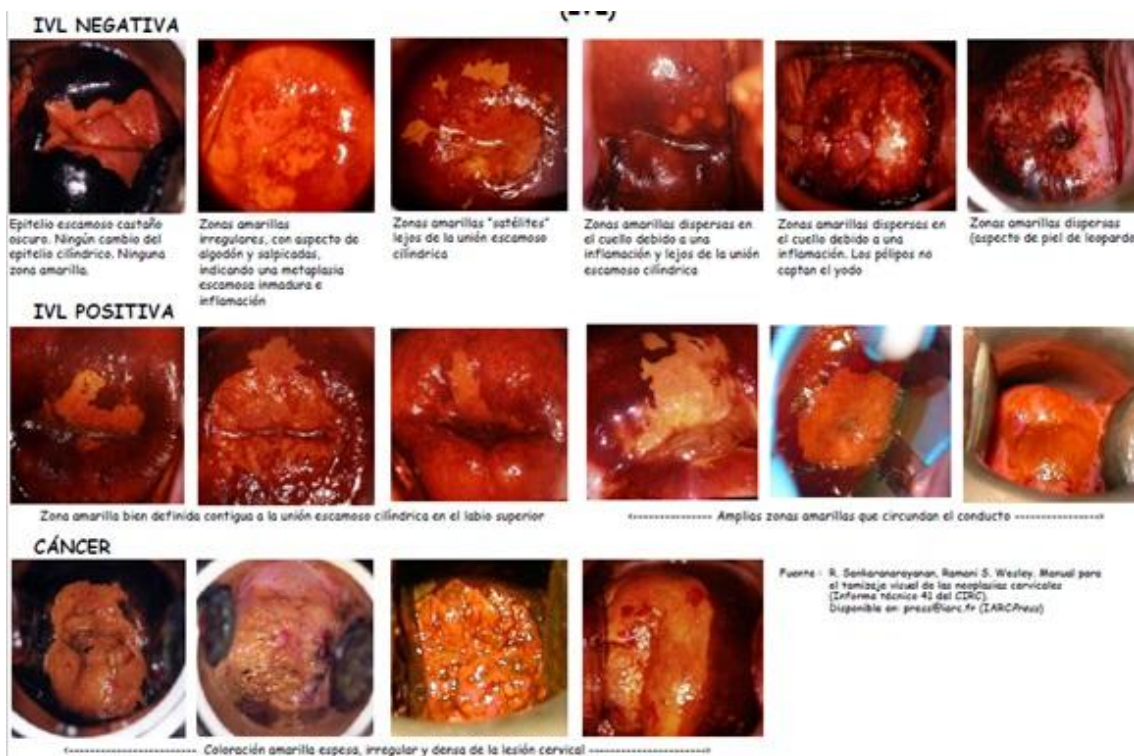 (IVL)
IVL NEGATIVA
Epitelio escamoso castaño
oscuro. Ningún cambio del
epitelio cilíndrico. Ninguna
zona amarilla.
Zonas amarillas
irregulares, con aspecto de
algodón y salpicadas,
indicando una metaplasia
escamosa inmadura e
inflamación
Zonas amarillas "satélites"
lejos de la unión escamoso
cilíndrica
Zonas amarillas dispersas en
el cuello debido a una
inflamación y lejos de la unión
escamoso cilíndrica
Zonas amarillas dispersas en
el cuello debido a una
inflamación. Los pólipos no
captan el yodo
Zonas amarillas dispersas
(aspecto de piel de leopardo
IVL POSITIVA
Zona amarilla bien definida contigua a la unión escamoso cilíndrica en el labio superior
<---------------- Amplias zonas amarillas que circundan el conducto ---------------->
CÁNCER
Fuente : R. Sankaranarayanan, Ramani S. Wesley. Manual para
el tamizaje visual de las neoplasias cervicales
(Informe técnico 41 del CIRC).
Disponible en: press@iarc.fr (IARCPress)
<------------------------ Coloración amarilla espesa, irregular y densa de la lesión cervical ---------------------->